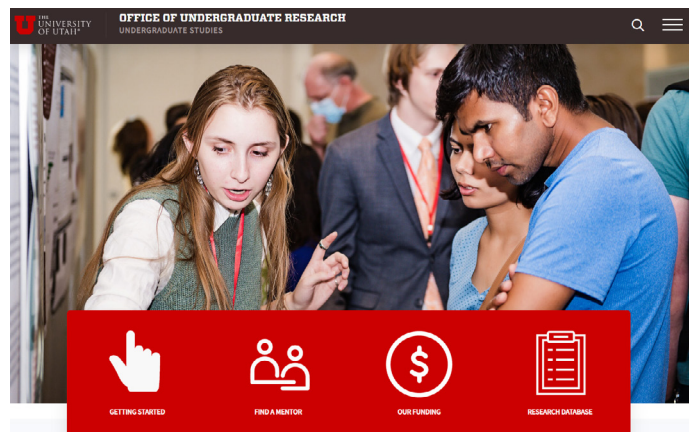 THE
UNIVERSITY
OF UTAH®
OFFICE OF UNDERGRADUATE RESEARCH
UNDERGRADUATE STUDIES
GETTING STARTED
FIND A MENTOR
OUR FUNDING
RESEARCH DATABASE